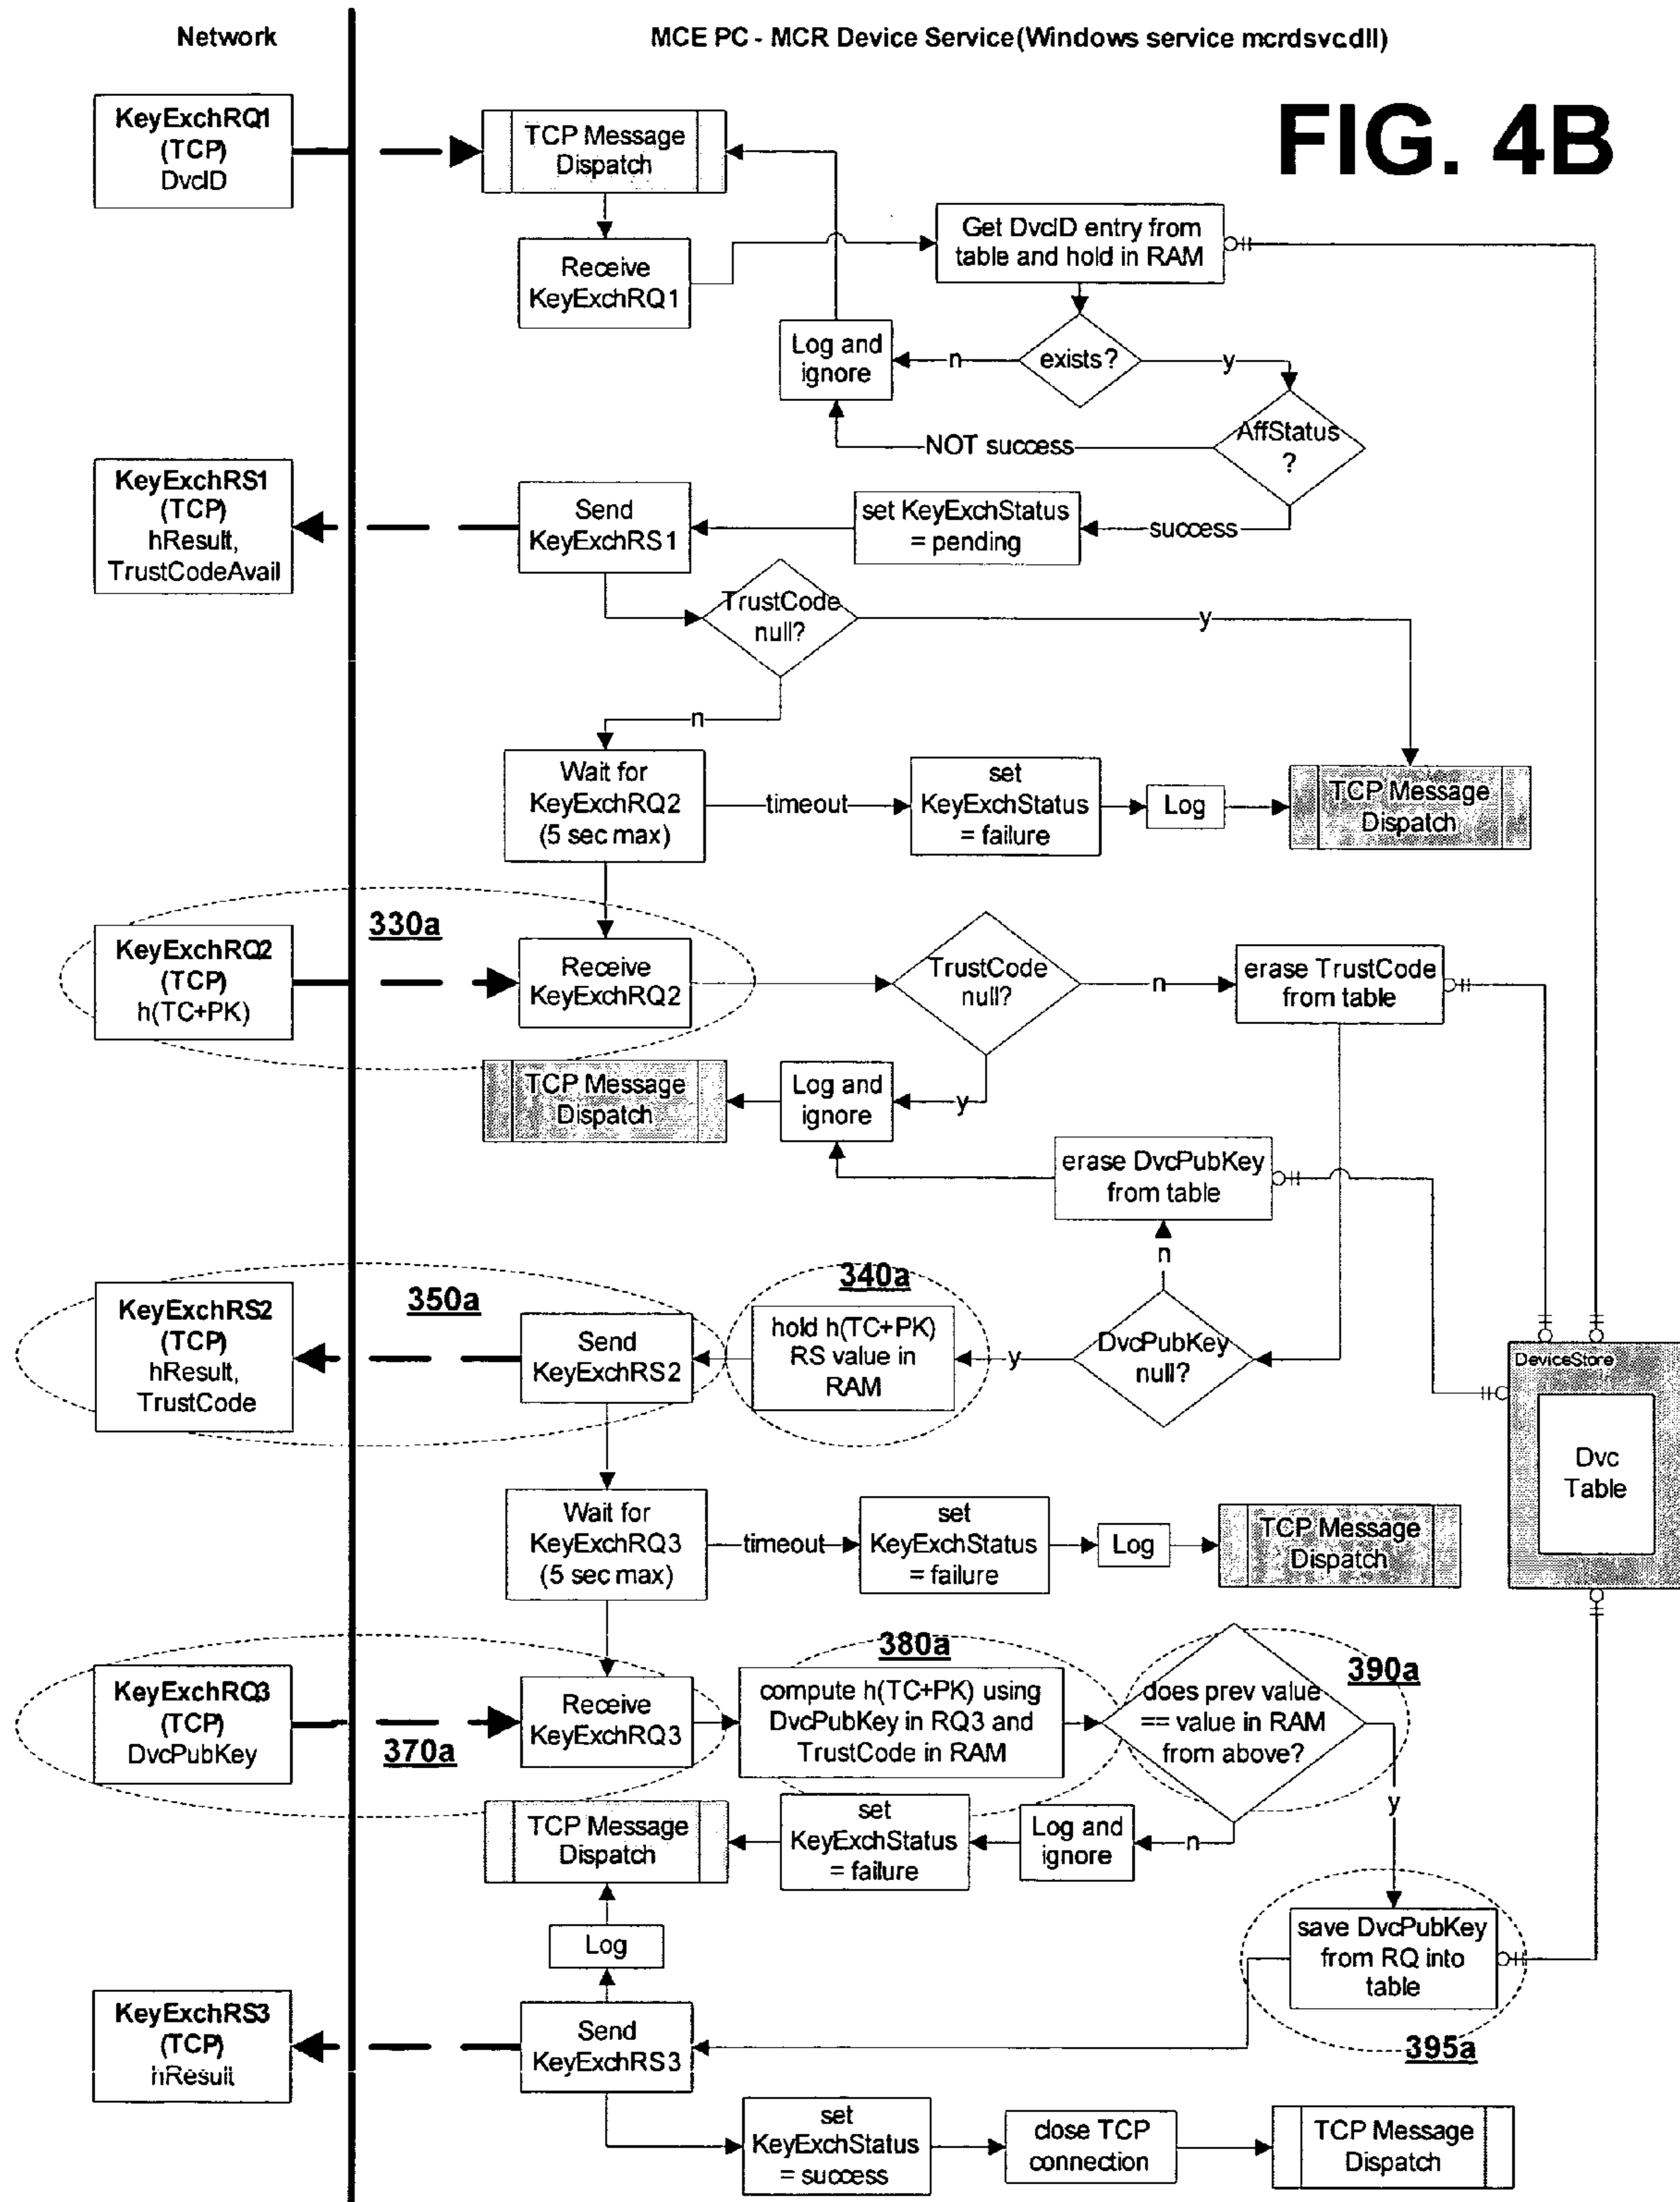 Network
MCE PC - MCR Device Service(Windows service mcrdsvc.dll)
FIG. 4B
KeyExchRQ1
(TCP)
DvcID
TCP Message
Dispatch
Receive
KeyExchRQ1
Get DvcID entry from
table and hold in RAM
Log and
ignore
n
exists?
y
NOT success
AffStatus
?
KeyExchRS1
(TCP)
hResult,
TrustCodeAvail
Send
KeyExchRS1
set KeyExchStatus
= pending
success
TrustCode
null?
y
n
Wait for
KeyExchRQ2
(5 sec max)
timeout
set
KeyExchStatus
= failure
Log
TCP Message
Dispatch
330a
KeyExchRQ2
(TCP)
h(TC+PK)
Receive
KeyExchRQ2
TrustCode
null?
n
erase TrustCode
from table
TCP Message
Dispatch
Log and
ignore
y
erase DvcPubKey
from table
n
340a
350a
KeyExchRS2
(TCP)
hResult,
TrustCode
Send
KeyExchRS2
hold h(TC+PK)
RS value in
RAM
y
DvcPubKey
null?
DeviceStore
Dvc
Table
Wait for
KeyExchRQ3
(5 sec max)
timeout
set
KeyExchStatus
= failure
Log
TCP Message
Dispatch
380a
390a
KeyExchRQ3
(TCP)
DvcPubKey
370a
Receive
KeyExchRQ3
compute h(TC+PK) using
DvcPubKey in RQ3 and
TrustCode in RAM
does prev value
== value in RAM
from above?
y
TCP Message
Dispatch
set
KeyExchStatus
= failure
Log and
ignore
n
Log
save DvcPubKey
from RQ into
table
395a
KeyExchRS3
(TCP)
hResult
Send
KeyExchRS3
set
KeyExchStatus
= success
close TCP
connection
TCP Message
Dispatch